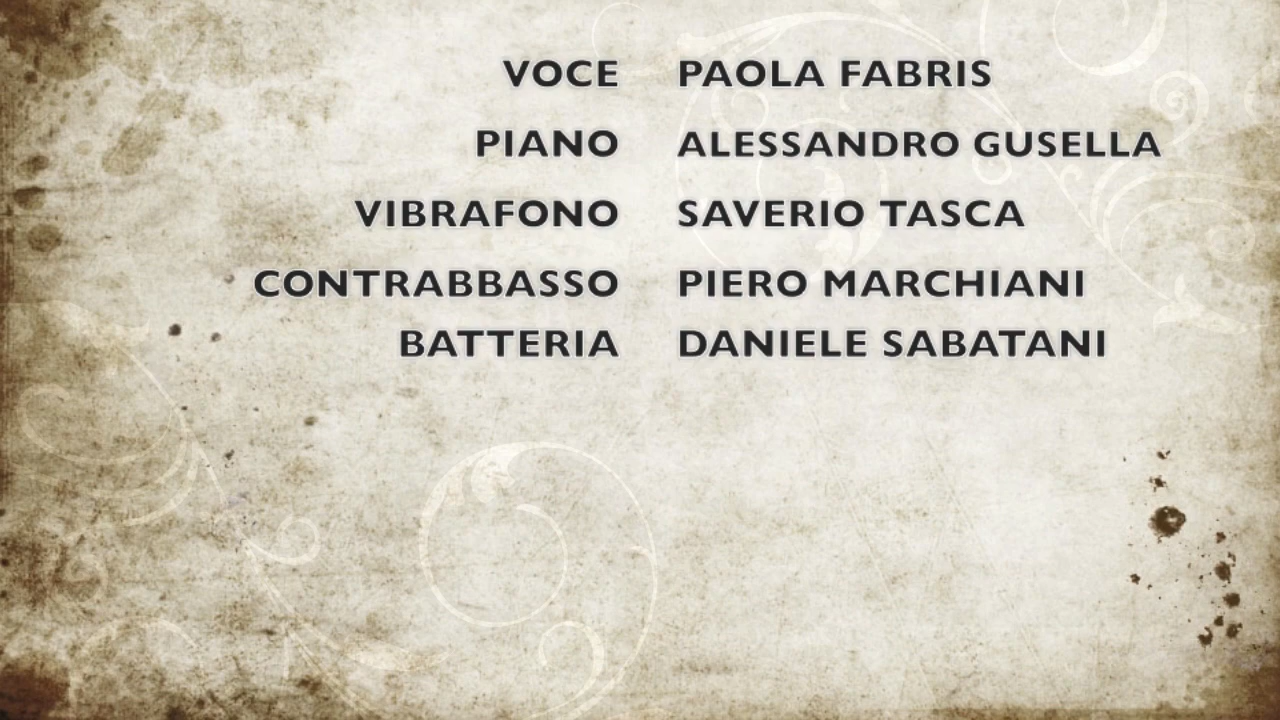 VOCE PAOLA FABRIS
PIANO ALESSANDRO GUSELLA
VIBRAFONO SAVERIO TASCA
CONTRABBASSO PIERO MARCHIANI
BATTERIA DANIELE SABATANI